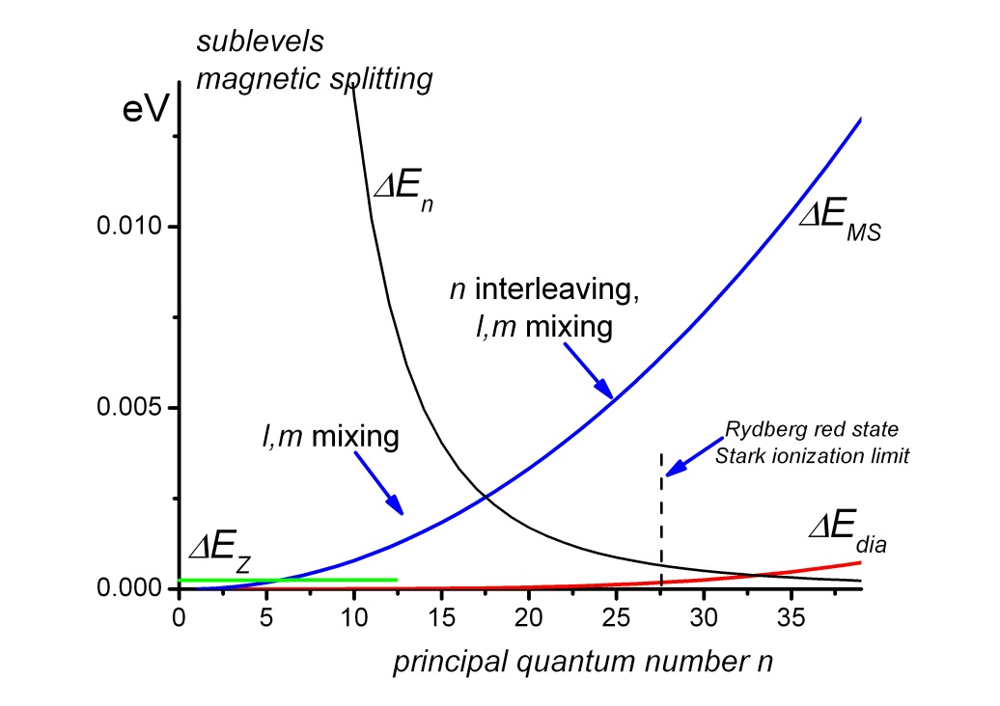 sublevels
magnetic splitting
eV
ΔEn
0.010
ΔEMS
n interleaving,
l,m mixing
0.005
l,m mixing
Rydberg red state
Stark ionization limit
ΔEZ
ΔEdia
0.000
0 5 10 15 20 25 30 35
principal quantum number n